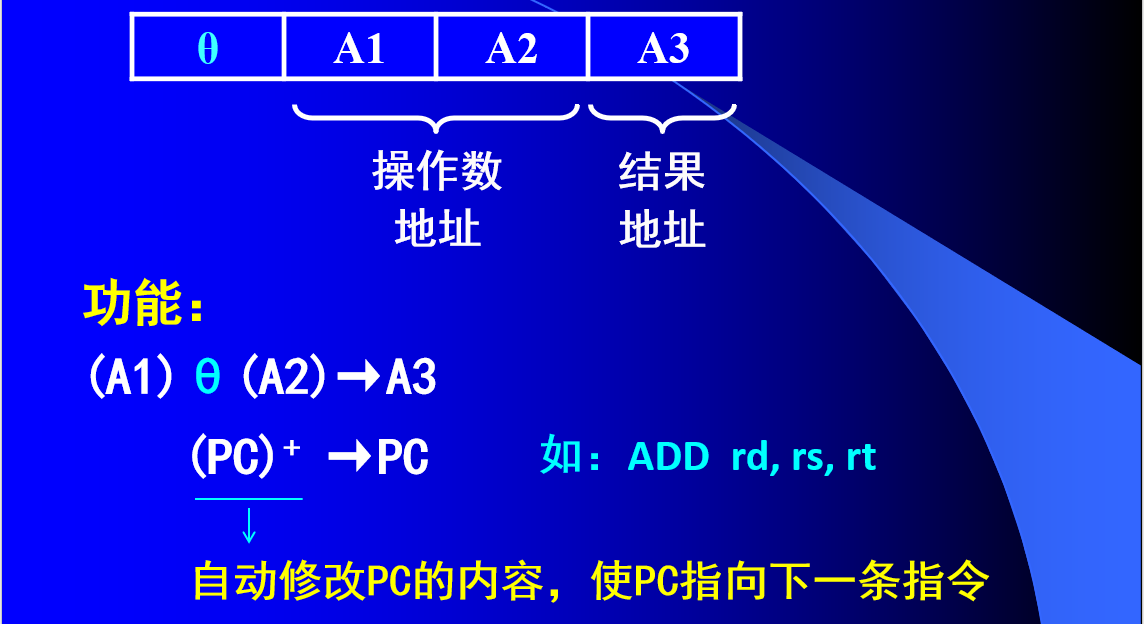 θ A1 A2 A3
操作数 结果
地址 地址
功能：
(A1) θ (A2)→A3
(PC)⁺ →PC 如：ADD rd, rs, rt
自动修改PC的内容，使PC指向下一条指令